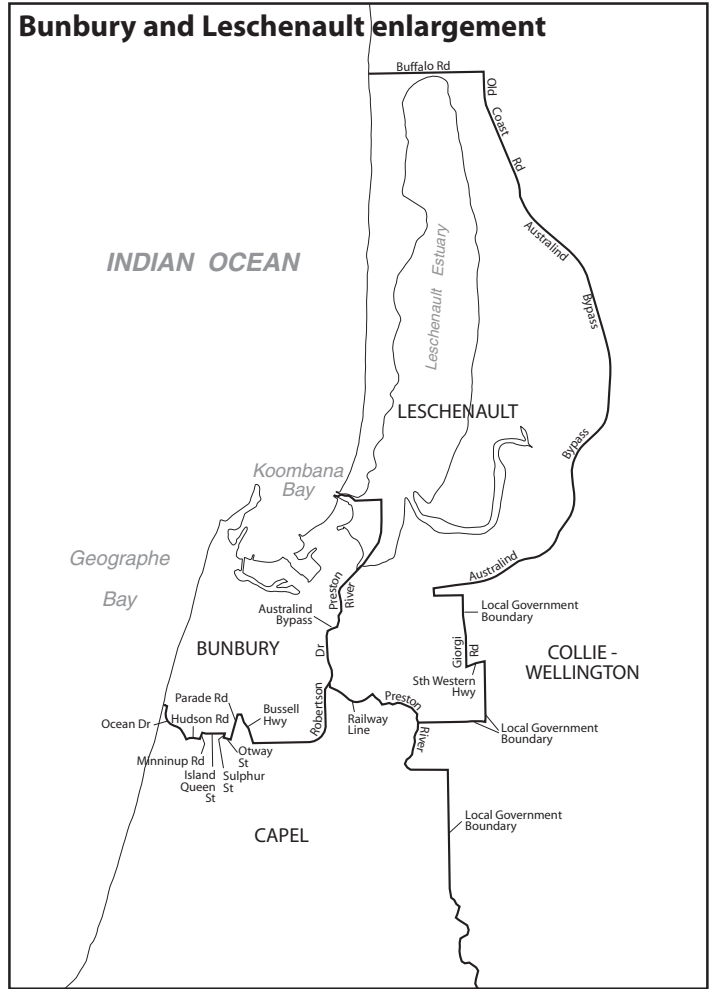 Bunbury and Leschenault enlargement
Buffalo Rd
Old
Coast
Rd
Australind
Bypass
INDIAN OCEAN
Leschenault Estuary
LESCHENAULT
Bypass
Koombana
Bay
Geographe
Bay
Australind
Preston
River
Local Government
Boundary
Australind
Bypass
BUNBURY
Dr
Giorgi
Rd
COLLIE -
WELLINGTON
Sth Western
Hwy
Parade Rd
Bussell
Hwy
Robertson
Preston
Ocean Dr
Hudson Rd
Railway
Line
River
Local Government
Boundary
Minninup Rd
Otway
St
Island
Queen
St
Sulphur
St
Local Government
Boundary
CAPEL